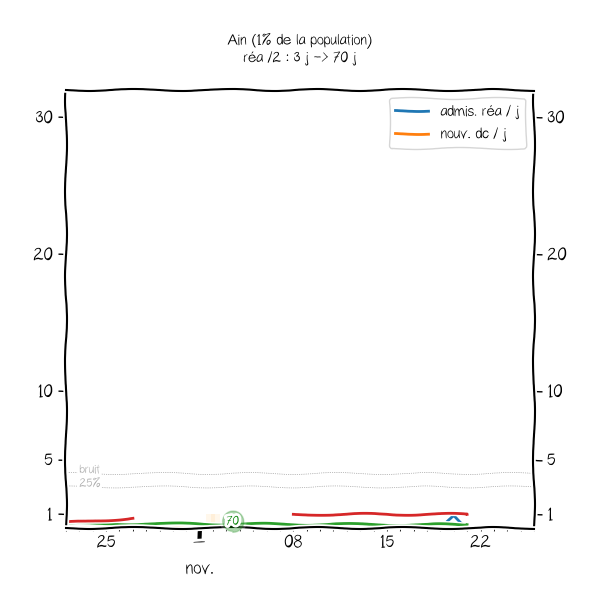 Ain (1% de la population)
réa /2 : 3 j -> 70 j
admis. réa / j
nouv. dc / j
30
30
20
20
10
10
5
5
bruit
25%
1
1
70
25
1
08
15
22
nov.